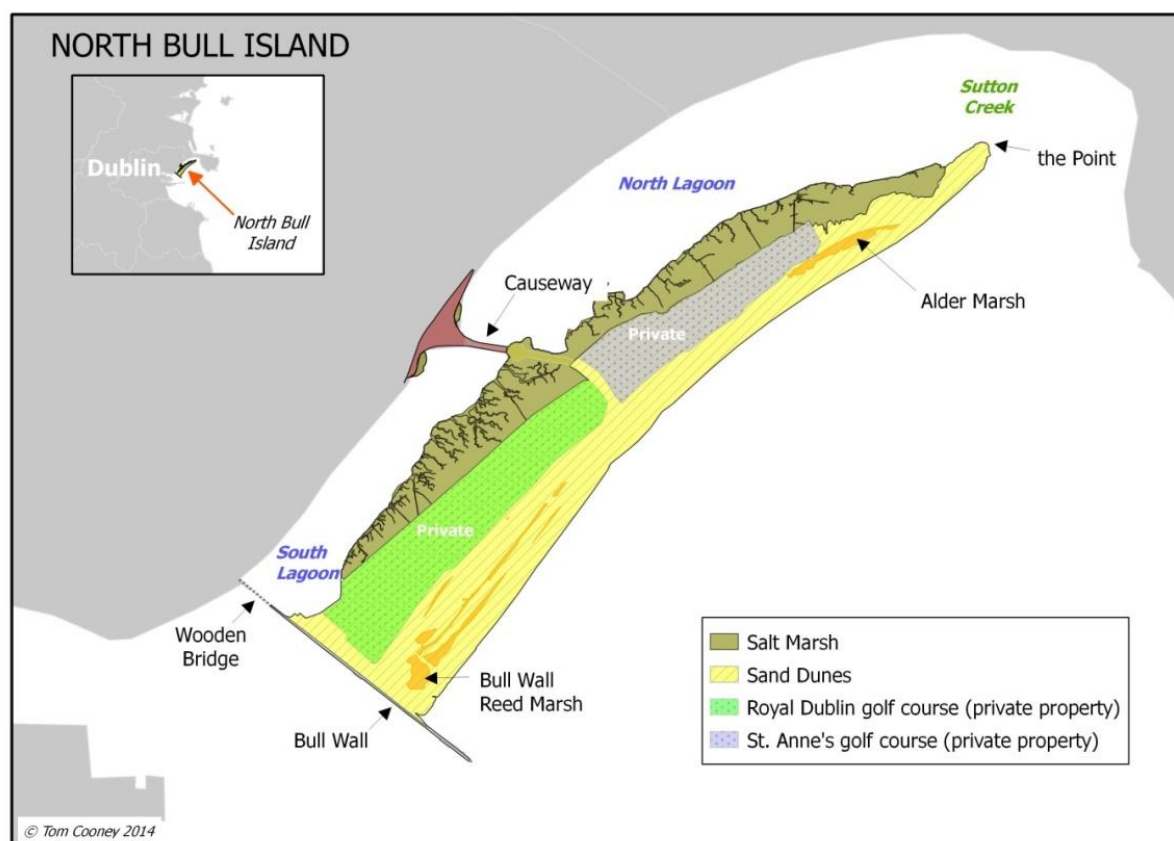 NORTH BULL ISLAND
Dublin
North Bull
Island
Sutton
Creek
the Point
North Lagoon
Causeway
Alder Marsh
Private
Private
South
Lagoon
Wooden
Bridge
Bull Wall
Reed Marsh
Bull Wall
Salt Marsh
Sand Dunes
Royal Dublin golf course (private property)
St. Anne's golf course (private property)
© Tom Cooney 2014